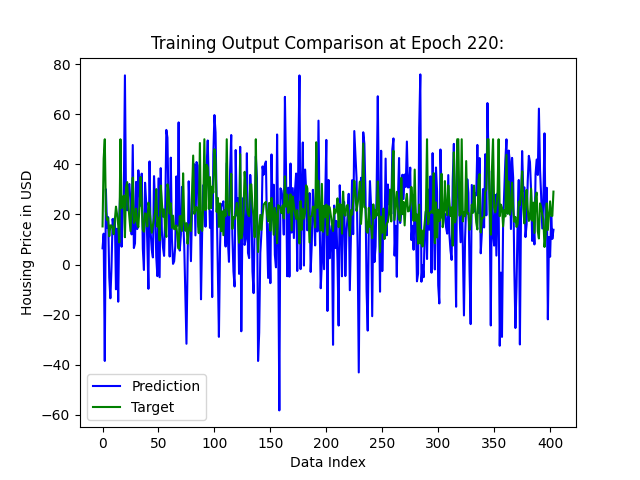 Training Output Comparison at Epoch 220:
Housing Price in USD
80
60
40
20
0
−20
−40
−60
Prediction
Target
0 50 100 150 200 250 300 350 400
Data Index